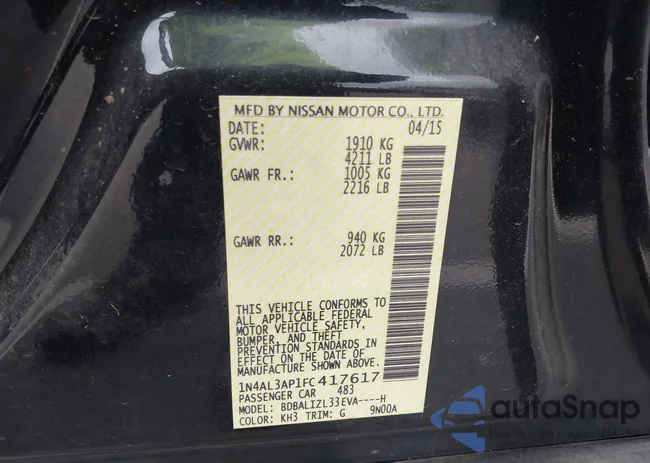 MFD BY NISSAN MOTOR CO., LTD.
DATE: 04/15
GVWR: 1910 KG
4211 LB
GAWR FR.: 1005 KG
2216 LB
GAWR RR.: 940 KG
2072 LB
THIS VEHICLE CONFORMS TO
ALL APPLICABLE FEDERAL
MOTOR VEHICLE SAFETY,
BUMPER, AND THEFT
PREVENTION STANDARDS IN
EFFECT ON THE DATE OF
MANUFACTURE SHOWN ABOVE.
1N4AL3AP1FC417617
PASSENGER CAR 483
MODEL: BDBALIZL33EVA----H
COLOR: KH3 TRIM: G 9N00A
autoSnap